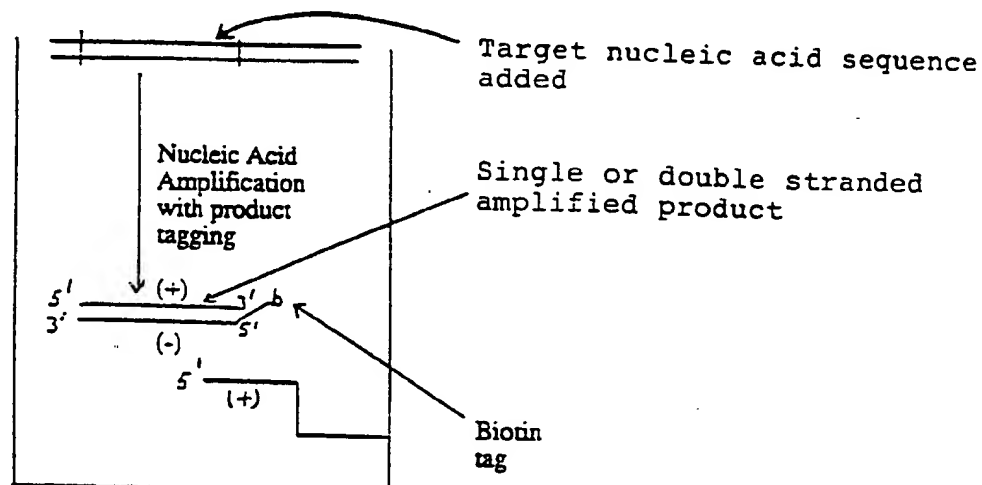 Target nucleic acid sequence
added
Nucleic Acid
Amplification
with product
tagging
Single or double stranded
amplified product
5' (+) 3' b
3' (-) 5'
5' (+)
Biotin
tag